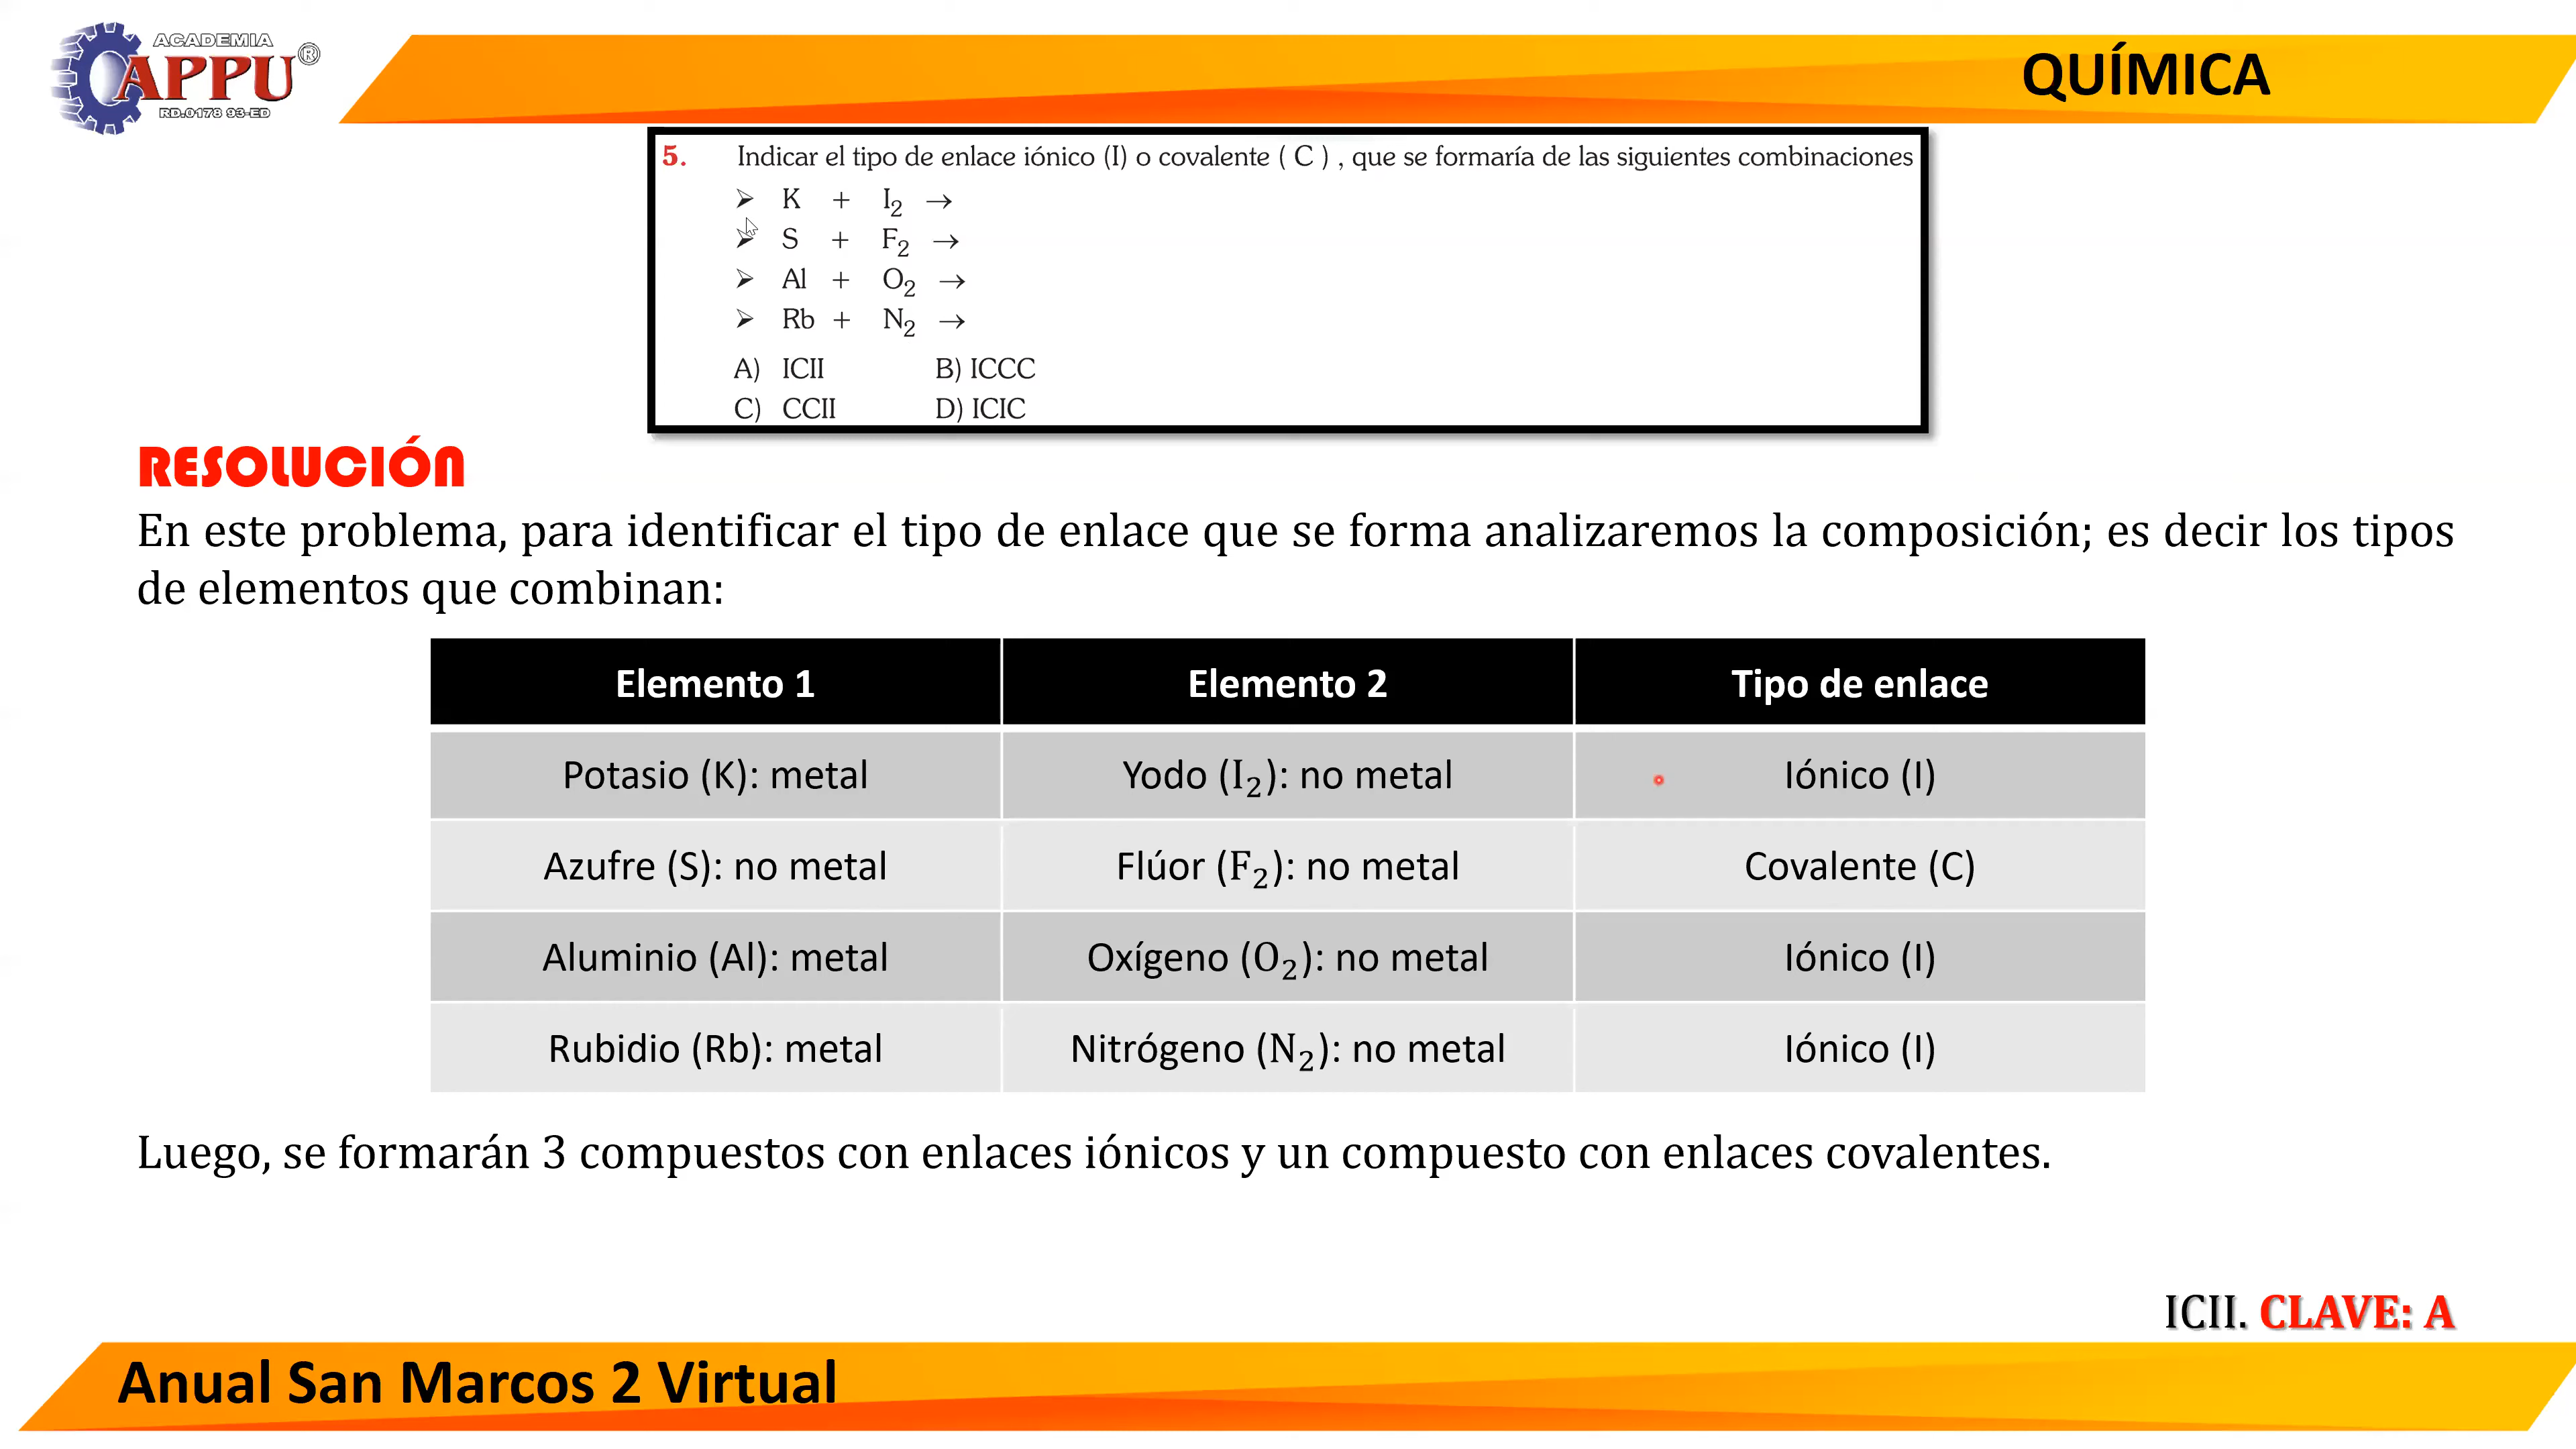 ACADEMIA
APPU ®
RD.0178 93-ED
QUÍMICA
5. Indicar el tipo de enlace iónico (I) o covalente ( C ) , que se formaría de las siguientes combinaciones
➢ K + I₂ →
➢ S + F₂ →
➢ Al + O₂ →
➢ Rb + N₂ →
A) ICII B) ICCC
C) CCII D) ICIC
RESOLUCIÓN
En este problema, para identificar el tipo de enlace que se forma analizaremos la composición; es decir los tipos
de elementos que combinan:
Elemento 1 Elemento 2 Tipo de enlace
Potasio (K): metal Yodo (I₂): no metal Iónico (I)
Azufre (S): no metal Flúor (F₂): no metal Covalente (C)
Aluminio (Al): metal Oxígeno (O₂): no metal Iónico (I)
Rubidio (Rb): metal Nitrógeno (N₂): no metal Iónico (I)
Luego, se formarán 3 compuestos con enlaces iónicos y un compuesto con enlaces covalentes.
ICII. CLAVE: A
Anual San Marcos 2 Virtual